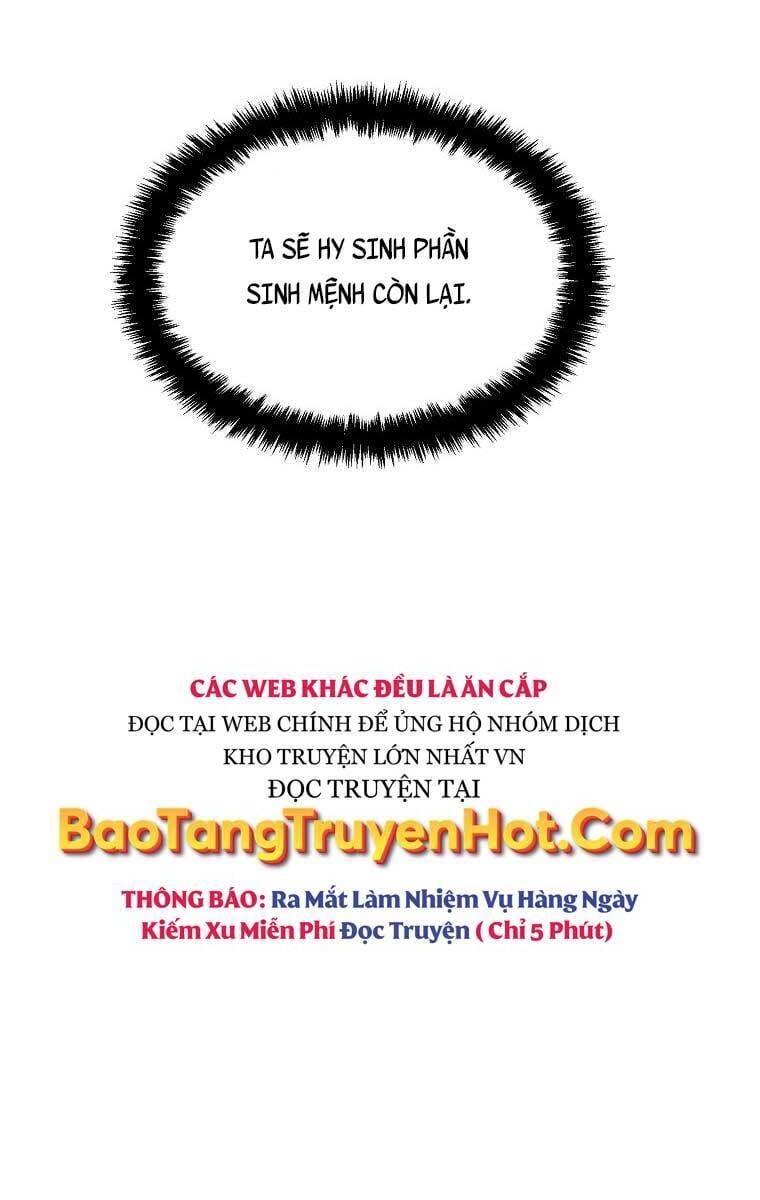 TA SẼ HY SINH PHẦN
SINH MỆNH CÒN LẠI.
CÁC WEB KHÁC ĐỀU LÀ ĂN CẮP
ĐỌC TẠI WEB CHÍNH ĐỂ ỦNG HỘ NHÓM DỊCH
KHO TRUYỆN LỚN NHẤT VN
ĐỌC TRUYỆN TẠI
BaoTangTruyenHot.Com
THÔNG BÁO: Ra Mắt Làm Nhiệm Vụ Hàng Ngày
Kiếm Xu Miễn Phí Đọc Truyện ( Chỉ 5 Phút)